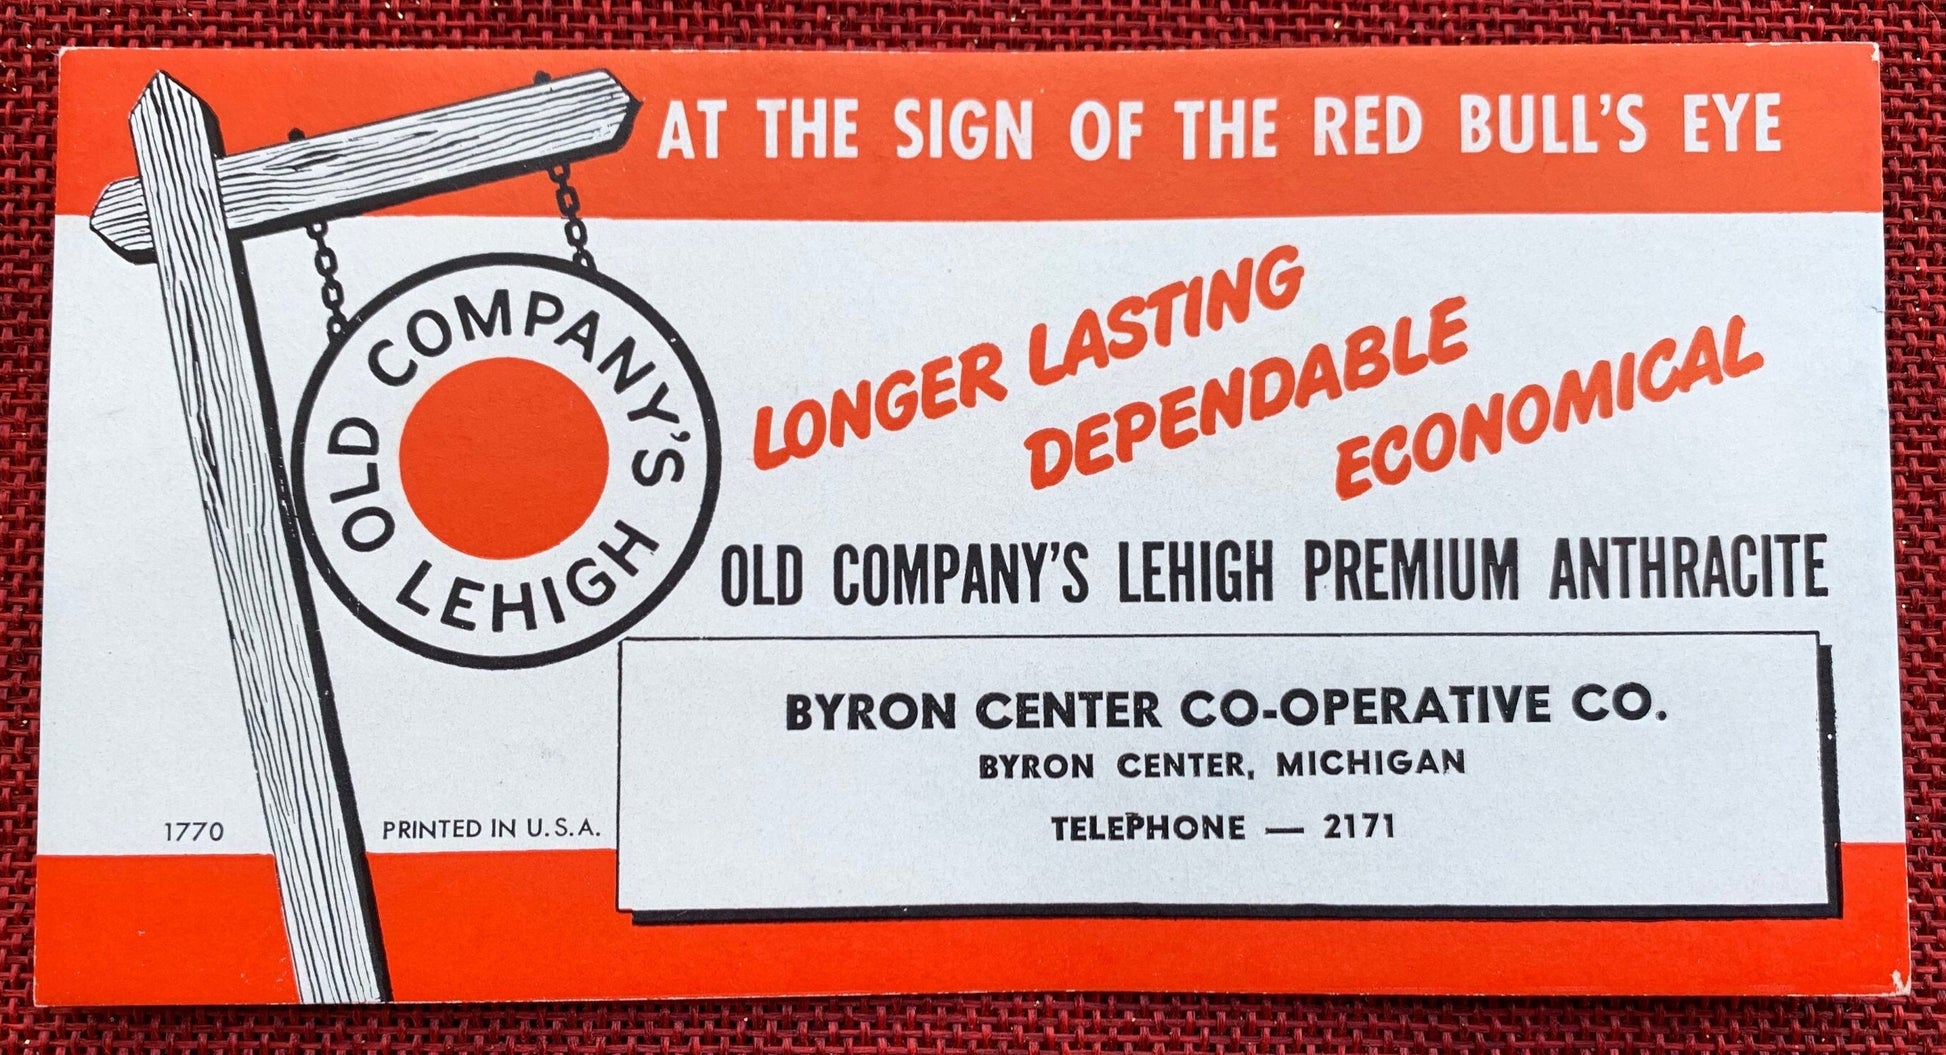 AT THE SIGN OF THE RED BULL'S EYE
OLD COMPANY'S
LEHIGH
LONGER LASTING
DEPENDABLE
ECONOMICAL
OLD COMPANY'S LEHIGH PREMIUM ANTHRACITE
BYRON CENTER CO-OPERATIVE CO.
BYRON CENTER, MICHIGAN
TELEPHONE — 2171
1770
PRINTED IN U.S.A.